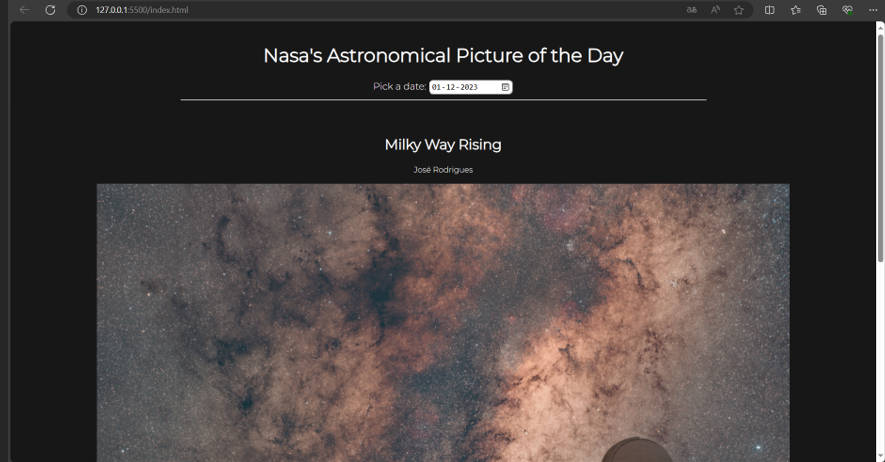 127.0.0.1:5500/index.html
Nasa's Astronomical Picture of the Day
Pick a date: 01-12-2023
Milky Way Rising
José Rodrigues